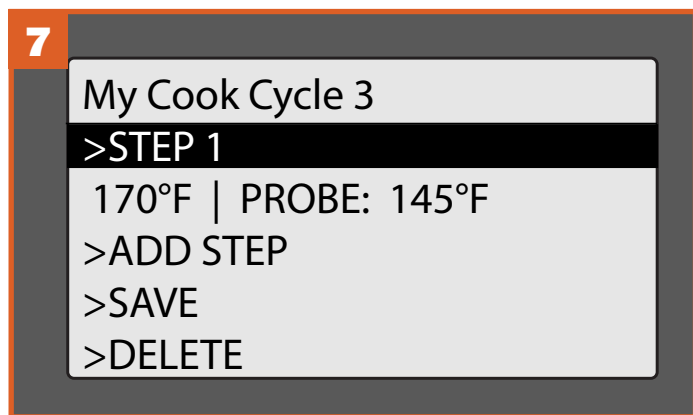 7
My Cook Cycle 3
>STEP 1
170°F | PROBE: 145°F
>ADD STEP
>SAVE
>DELETE